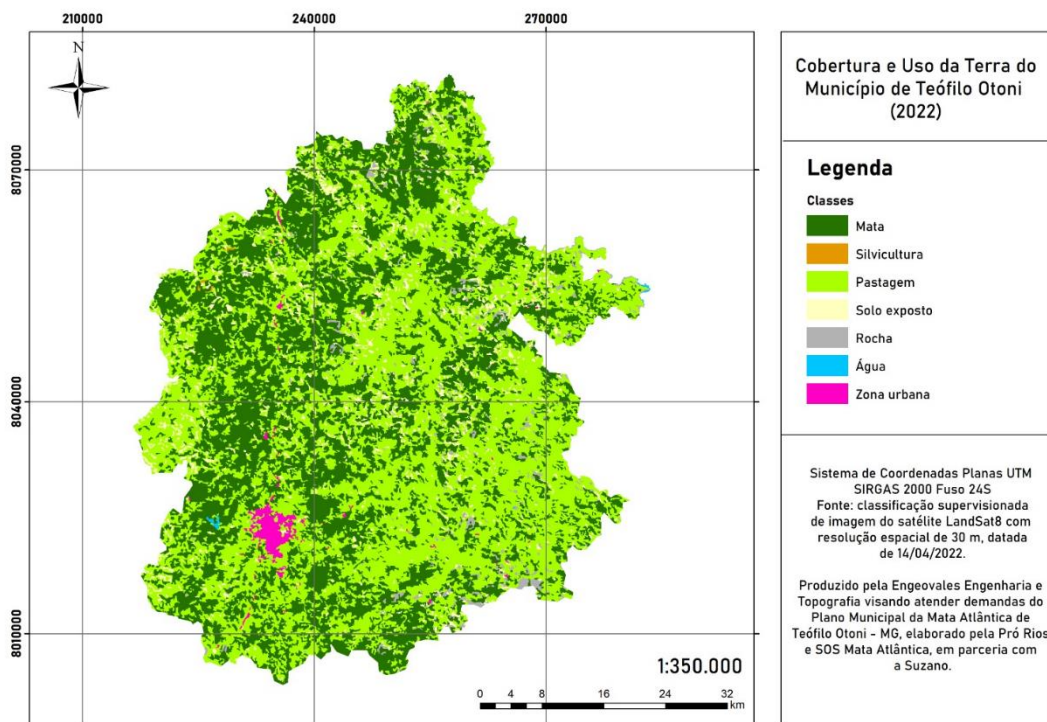 210000 240000 270000
N
8070000
8040000
8010000
1:350.000
0 2 4 8 16 24 32
km
Cobertura e Uso da Terra do
Município de Teófilo Otoni
(2022)
Legenda
Classes
Mata
Silvicultura
Pastagem
Solo exposto
Rocha
Água
Zona urbana
Sistema de Coordenadas Planas UTM
SIRGAS 2000 Fuso 24S
Fonte: classificação supervisionada
de imagem do satélite LandSat8 com
resolução espacial de 30 m, datada
de 14/04/2022.
Produzido pela Engeovales Engenharia e
Topografia visando atender demandas do
Plano Municipal da Mata Atlântica de
Teófilo Otoni - MG, elaborado pela Pró Rios
e SOS Mata Atlântica, em parceria com
a Suzano.